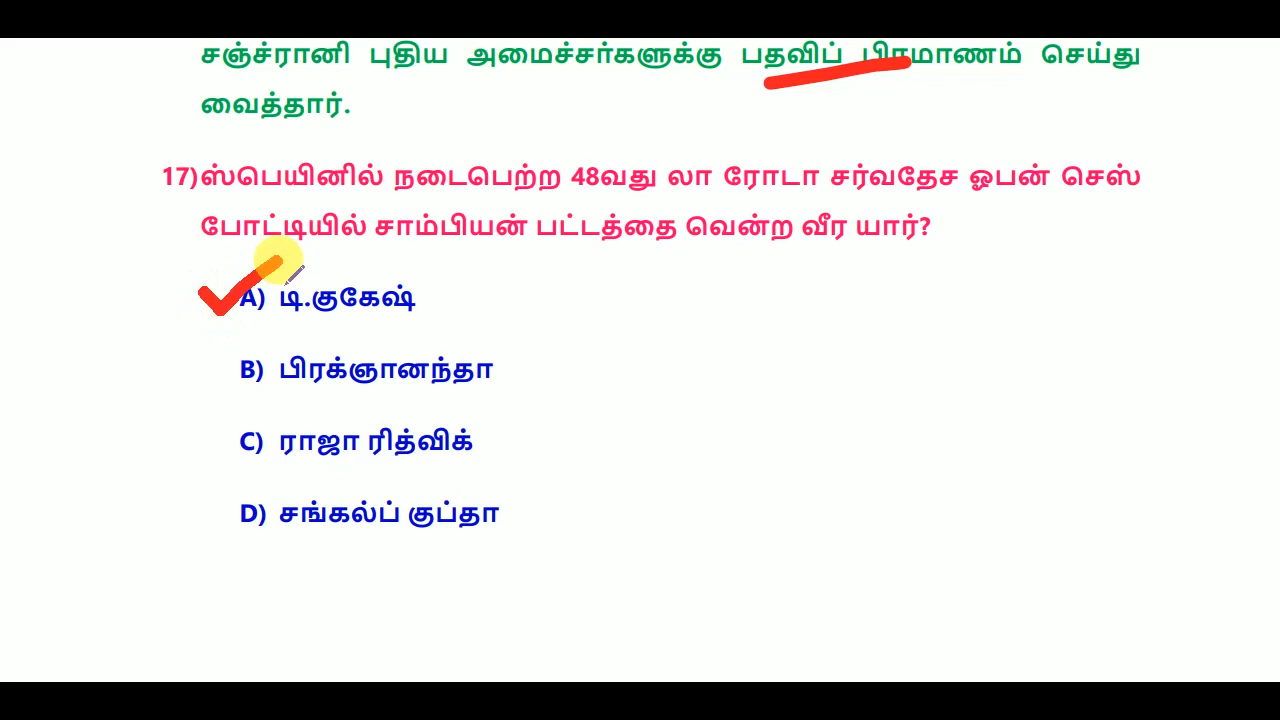 சஞ்ச்ரானி புதிய அமைச்சர்களுக்கு பதவிப் பிரமாணம் செய்து
வைத்தார்.
17)ஸ்பெயினில் நடைபெற்ற 48வது லா ரோடா சர்வதேச ஓபன் செஸ்
போட்டியில் சாம்பியன் பட்டத்தை வென்ற வீர யார்?
A) டி.குகேஷ்
B) பிரக்ஞானந்தா
C) ராஜா ரித்விக்
D) சங்கல்ப் குப்தா